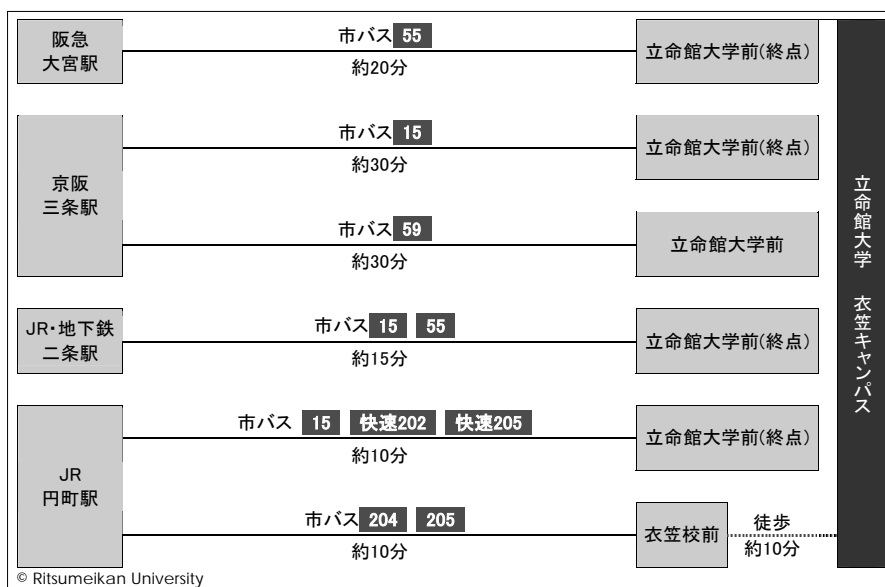 阪急
大宮駅
市バス 55
約20分
立命館大学前(終点)
京阪
三条駅
市バス 15
約30分
立命館大学前(終点)
市バス 59
約30分
立命館大学前
JR・地下鉄
二条駅
市バス 15 55
約15分
立命館大学前(終点)
JR
円町駅
市バス 15 快速202 快速205
約10分
立命館大学前(終点)
市バス 204 205
約10分
衣笠校前
徒歩
約10分
立命館大学 衣笠キャンパス
© Ritsumeikan University